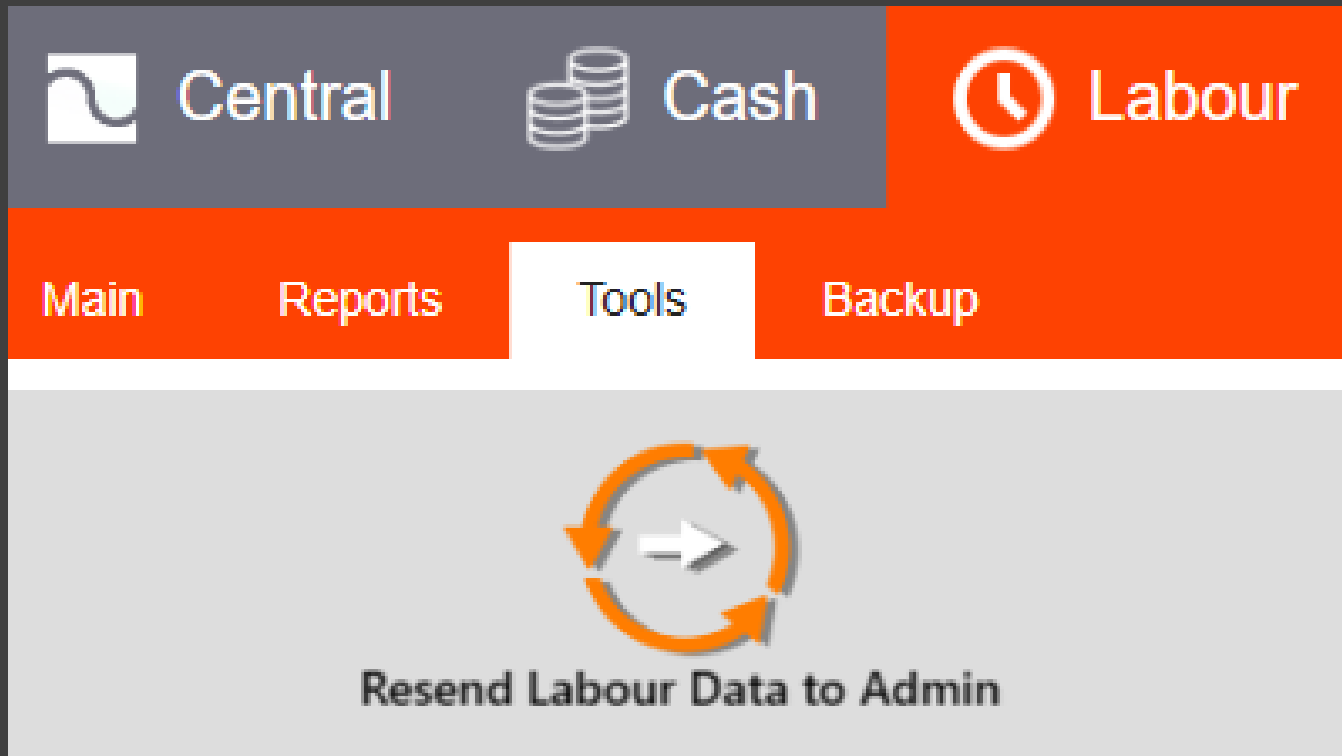 Central Cash Labour
Main Reports Tools Backup
Resend Labour Data to Admin